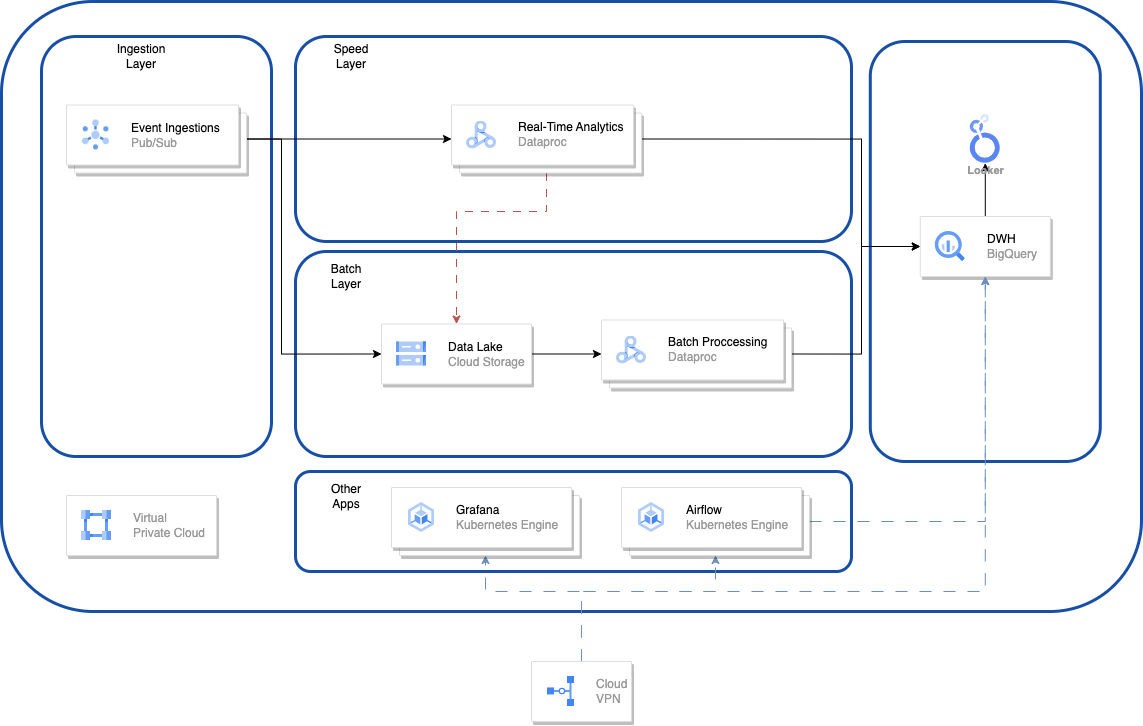 Ingestion
Layer
Event Ingestions
Pub/Sub
Speed
Layer
Real-Time Analytics
Dataproc
Looker
DWH
BigQuery
Batch
Layer
Data Lake
Cloud Storage
Batch Proccessing
Dataproc
Other
Apps
Grafana
Kubernetes Engine
Airflow
Kubernetes Engine
Virtual
Private Cloud
Cloud
VPN